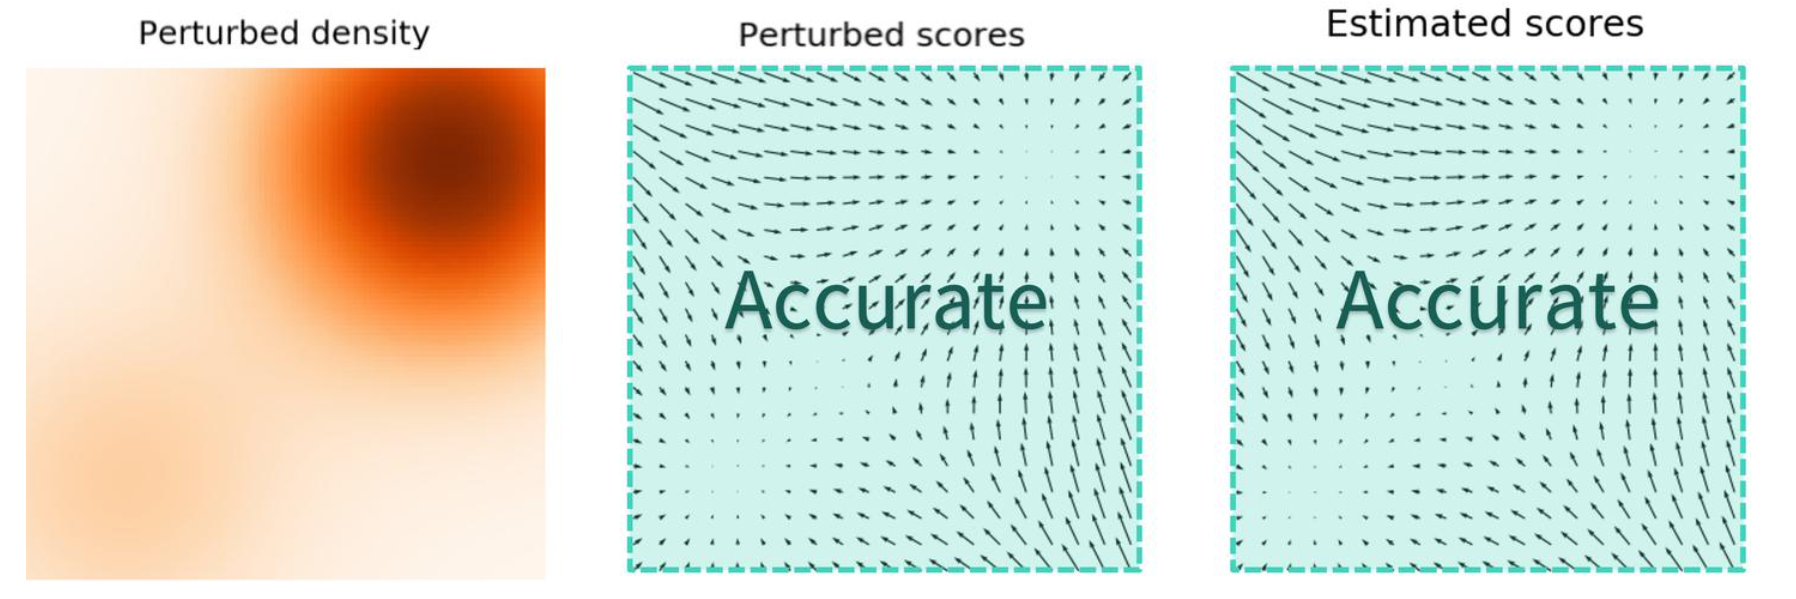 Perturbed density
Perturbed scores
Estimated scores
Accurate
Accurate